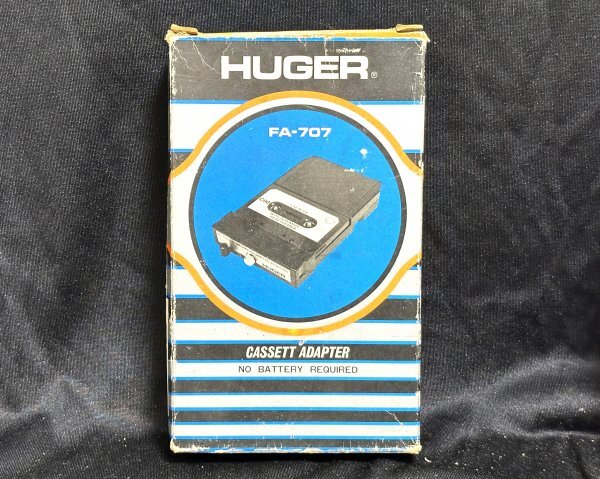 HUGER®
FA-707
CASSETT ADAPTER
NO BATTERY REQUIRED